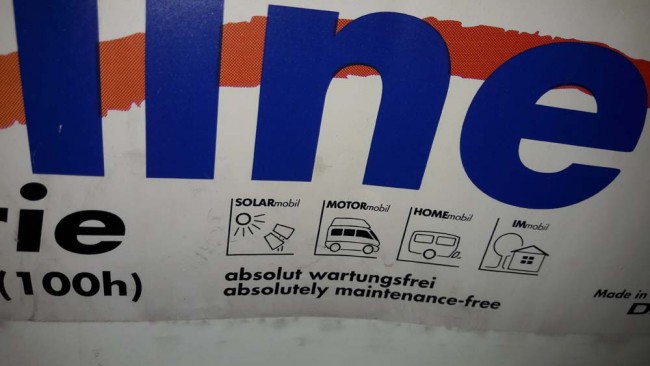 line
rie
(100h)
SOLARmobil
MOTORmobil
HOMEmobil
IMmobil
absolut wartungsfrei
absolutely maintenance-free
Made in
D